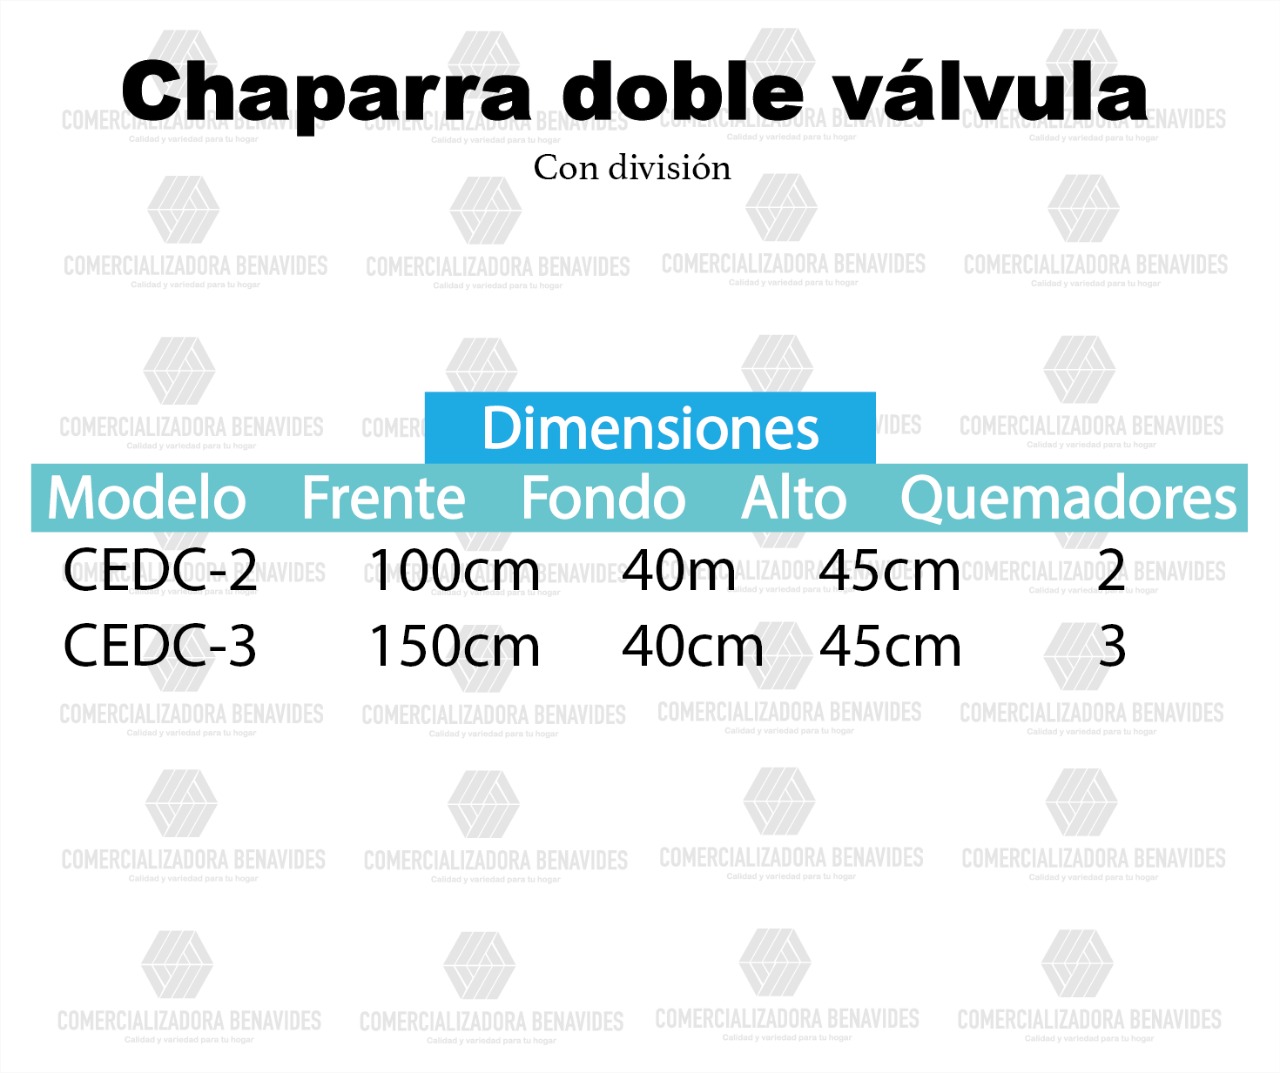 Chaparra doble válvula
Con división
Dimensiones
Modelo Frente Fondo Alto Quemadores
CEDC-2 100cm 40m 45cm 2
CEDC-3 150cm 40cm 45cm 3
COMERCIALIZADORA BENAVIDES
Calidad y variedad para tu hogar